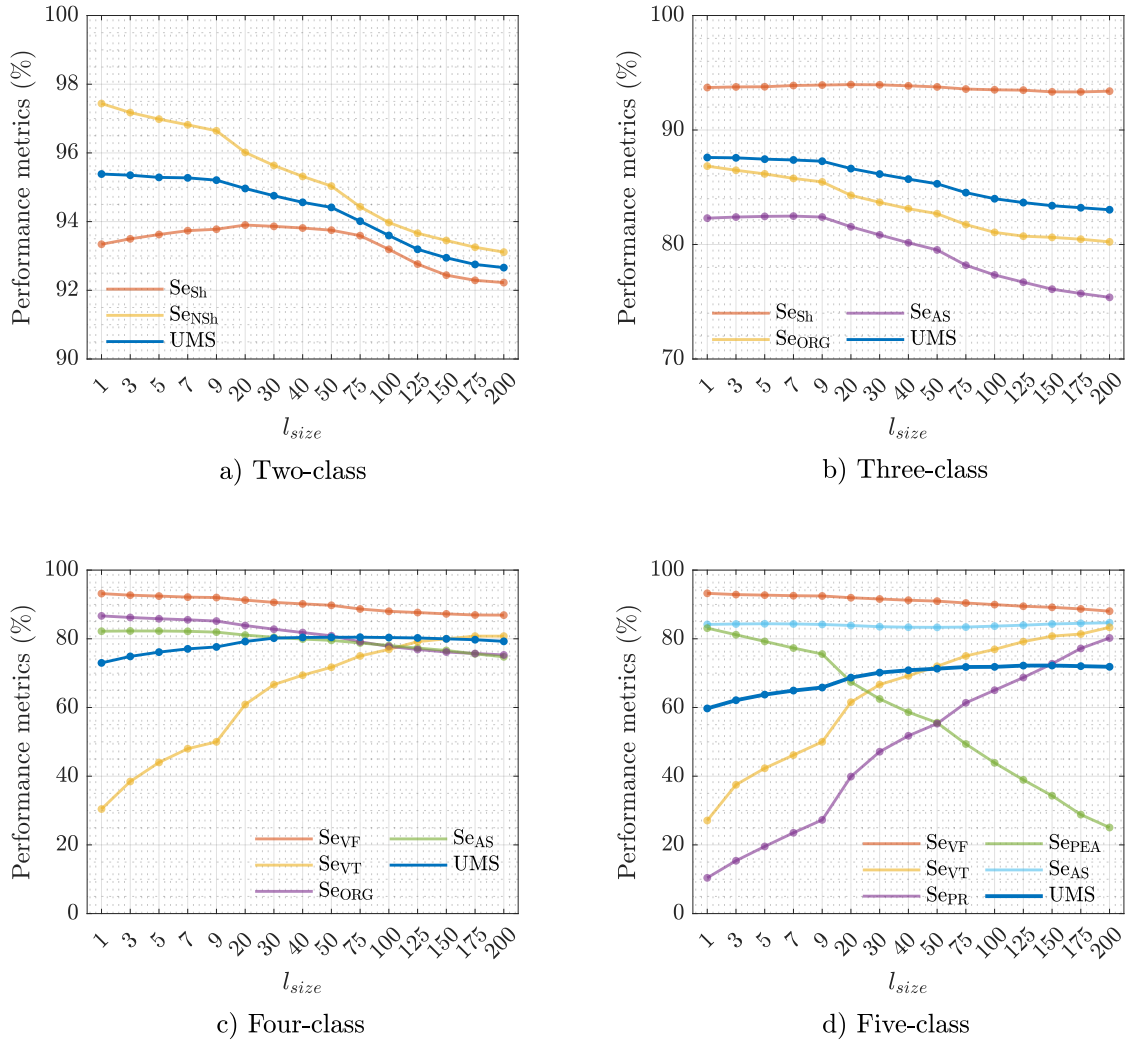 Performance metrics (%)
100
98
96
94
92
90
Se_Sh
Se_NSh
UMS
1 3 5 7 9 20 30 40 50 75 100 125 150 175 200
l_size
a) Two-class
Performance metrics (%)
100
90
80
70
Se_Sh Se_AS
Se_ORG UMS
1 3 5 7 9 20 30 40 50 75 100 125 150 175 200
l_size
b) Three-class
Performance metrics (%)
100
80
60
40
20
0
Se_VF Se_AS
Se_VT UMS
Se_ORG
1 3 5 7 9 20 30 40 50 75 100 125 150 175 200
l_size
c) Four-class
Performance metrics (%)
100
80
60
40
20
0
Se_VF Se_PEA
Se_VT Se_AS
Se_PR UMS
1 3 5 7 9 20 30 40 50 75 100 125 150 200
l_size
d) Five-class